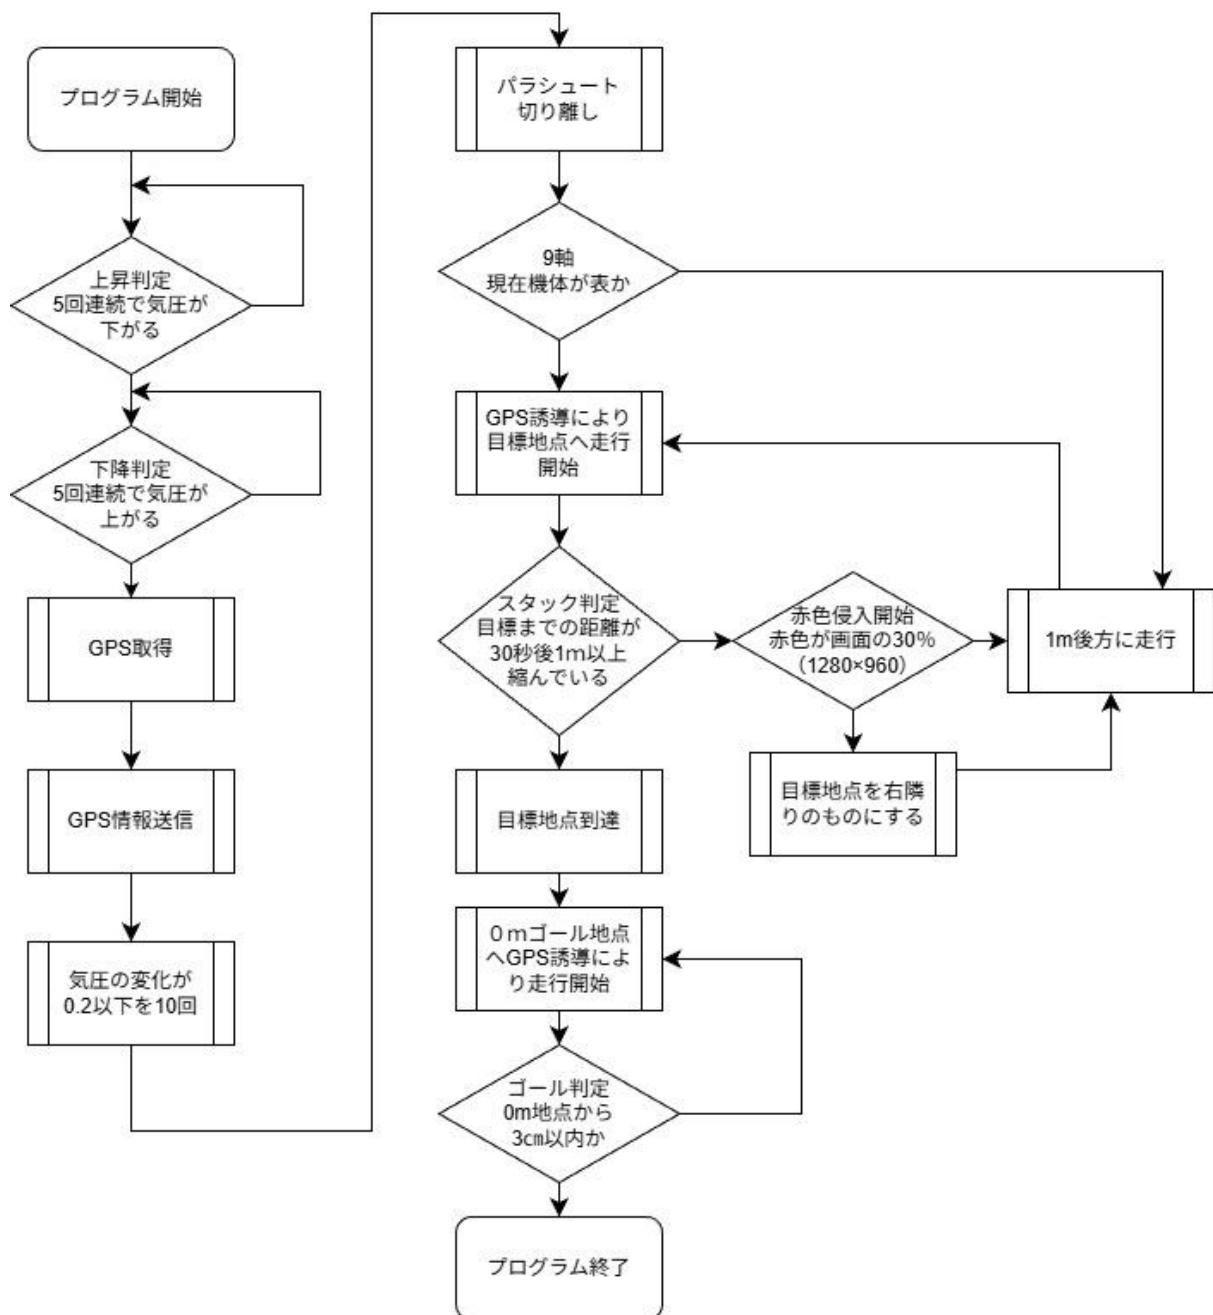 プログラム開始
上昇判定
5回連続で気圧が
下がる
下降判定
5回連続で気圧が
上がる
GPS取得
GPS情報送信
気圧の変化が
0.2以下を10回
パラシュート
切り離し
9軸
現在機体が表か
GPS誘導により
目標地点へ走行
開始
スタック判定
目標までの距離が
30秒後1ｍ以上
縮んでいる
赤色侵入開始
赤色が画面の30%
（1280×960）
1m後方に走行
目標地点を右隣
りのものにする
目標地点到達
０ｍゴール地点
へGPS誘導によ
り走行開始
ゴール判定
0m地点から
3㎝以内か
プログラム終了